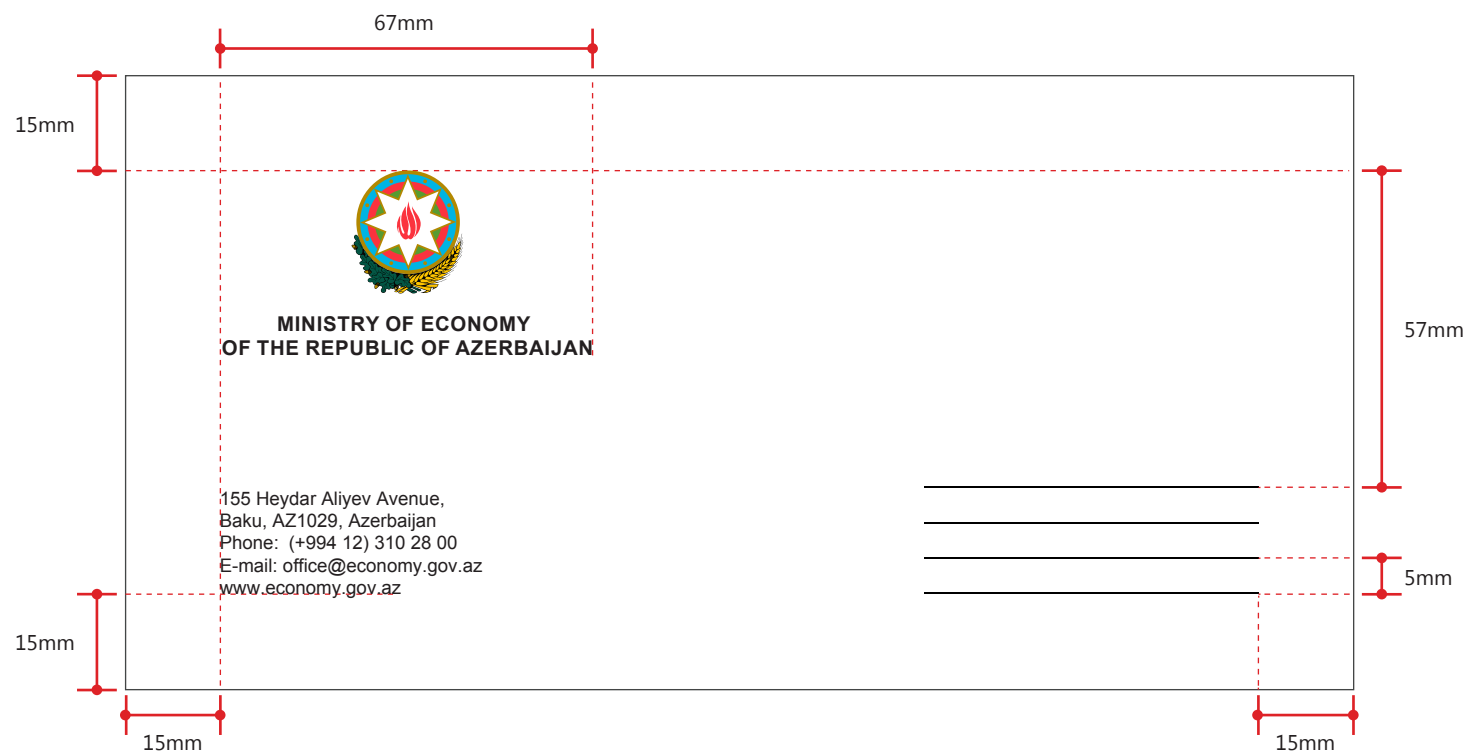 67mm
15mm
MINISTRY OF ECONOMY
OF THE REPUBLIC OF AZERBAIJAN
57mm
155 Heydar Aliyev Avenue,
Baku, AZ1029, Azerbaijan
Phone:  (+994 12) 310 28 00
E-mail: office@economy.gov.az
www.economy.gov.az
5mm
15mm
15mm
15mm